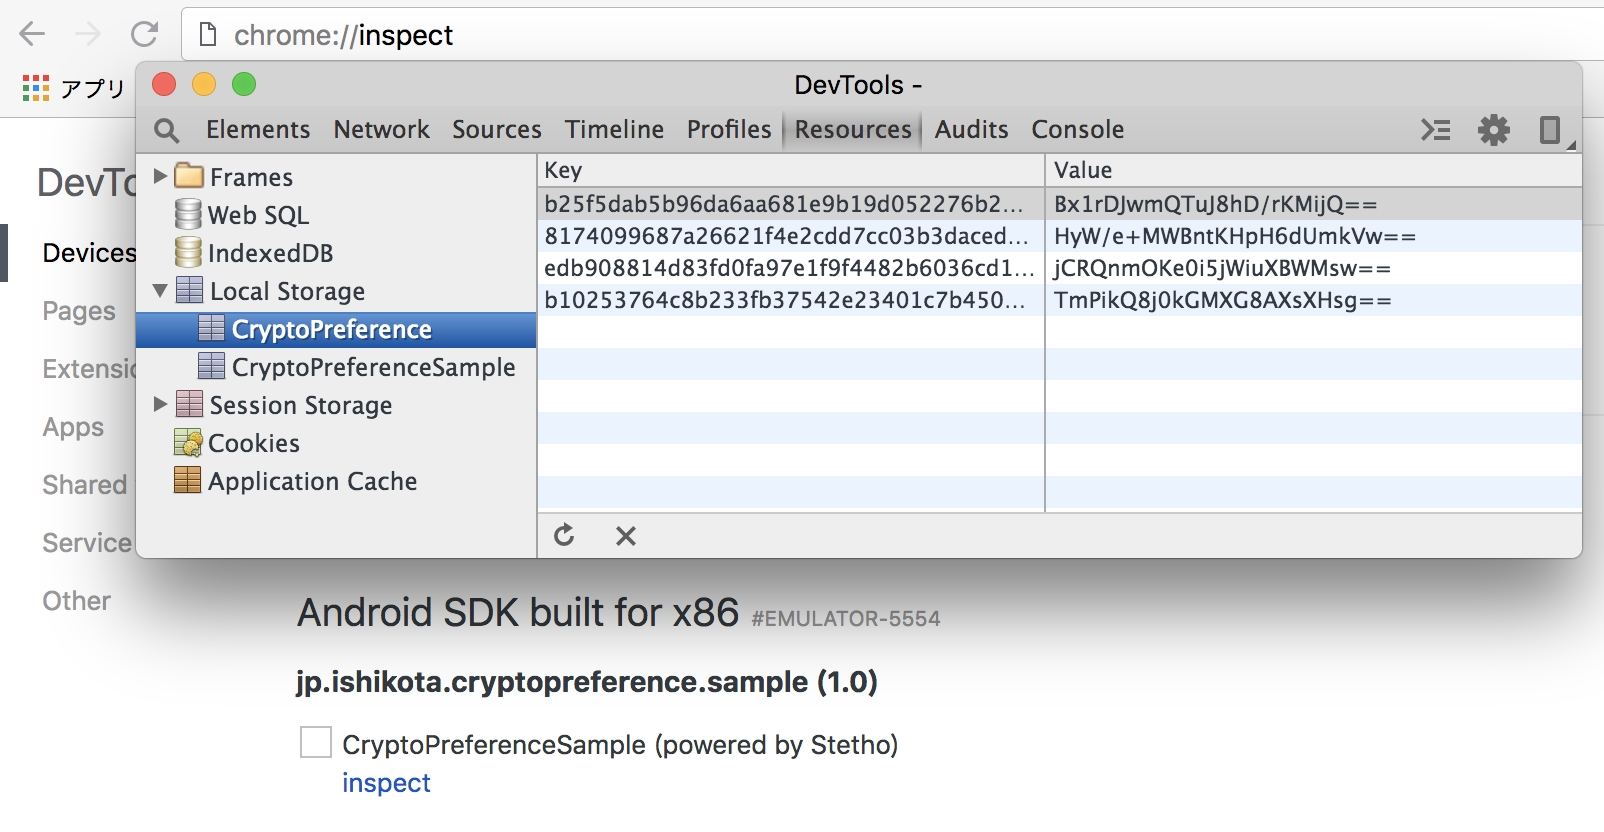 chrome://inspect
アプリ
DevTools -
Elements Network Sources Timeline Profiles Resources Audits Console
Frames
Web SQL
IndexedDB
Local Storage
CryptoPreference
CryptoPreferenceSample
Session Storage
Cookies
Application Cache
Key Value
b25f5dab5b96da6aa681e9b19d052276b2... Bx1rDJwmQTuJ8hD/rKMijQ==
8174099687a26621f4e2cdd7cc03b3daced... HyW/e+MWBntKHpH6dUmkVw==
edb908814d83fd0fa97e1f9f4482b6036cd1... jCRQnmOKe0i5jWiuXBWMsw==
b10253764c8b233fb37542e23401c7b450... TmPikQ8j0kGMXG8AXsXHsg==
DevTo
Devices
Pages
Extensio
Apps
Shared
Service
Other
Android SDK built for x86 #EMULATOR-5554
jp.ishikota.cryptopreference.sample (1.0)
CryptoPreferenceSample (powered by Stetho)
inspect